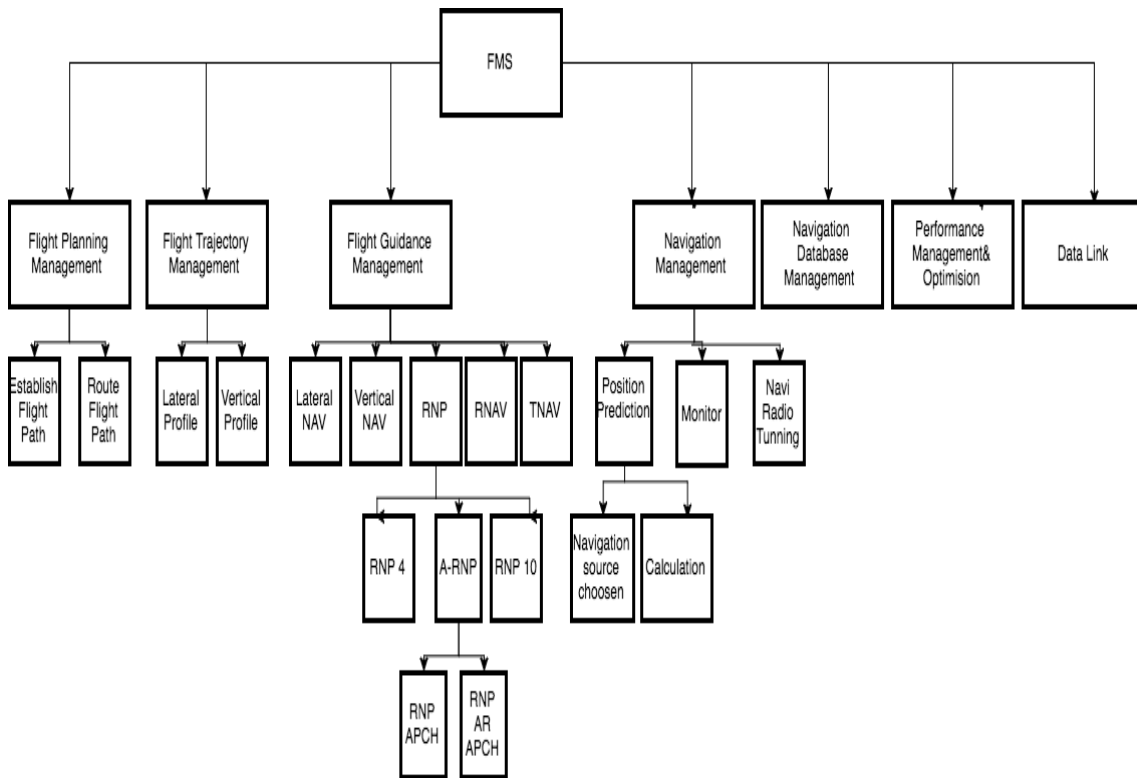 FMS
Flight Planning
Management
Flight Trajectory
Management
Flight Guidance
Management
Navigation
Management
Navigation
Database
Management
Performance
Management&
Optimision
Data Link
Establish
Flight
Path
Route
Flight
Path
Lateral
Profile
Vertical
Profile
Lateral
NAV
Vertical
NAV
RNP
RNAV
TNAV
Position
Prediction
Monitor
Navi
Radio
Tunning
RNP 4
A-RNP
RNP 10
Navigation
source
choosen
Calculation
RNP
APCH
RNP
AR
APCH